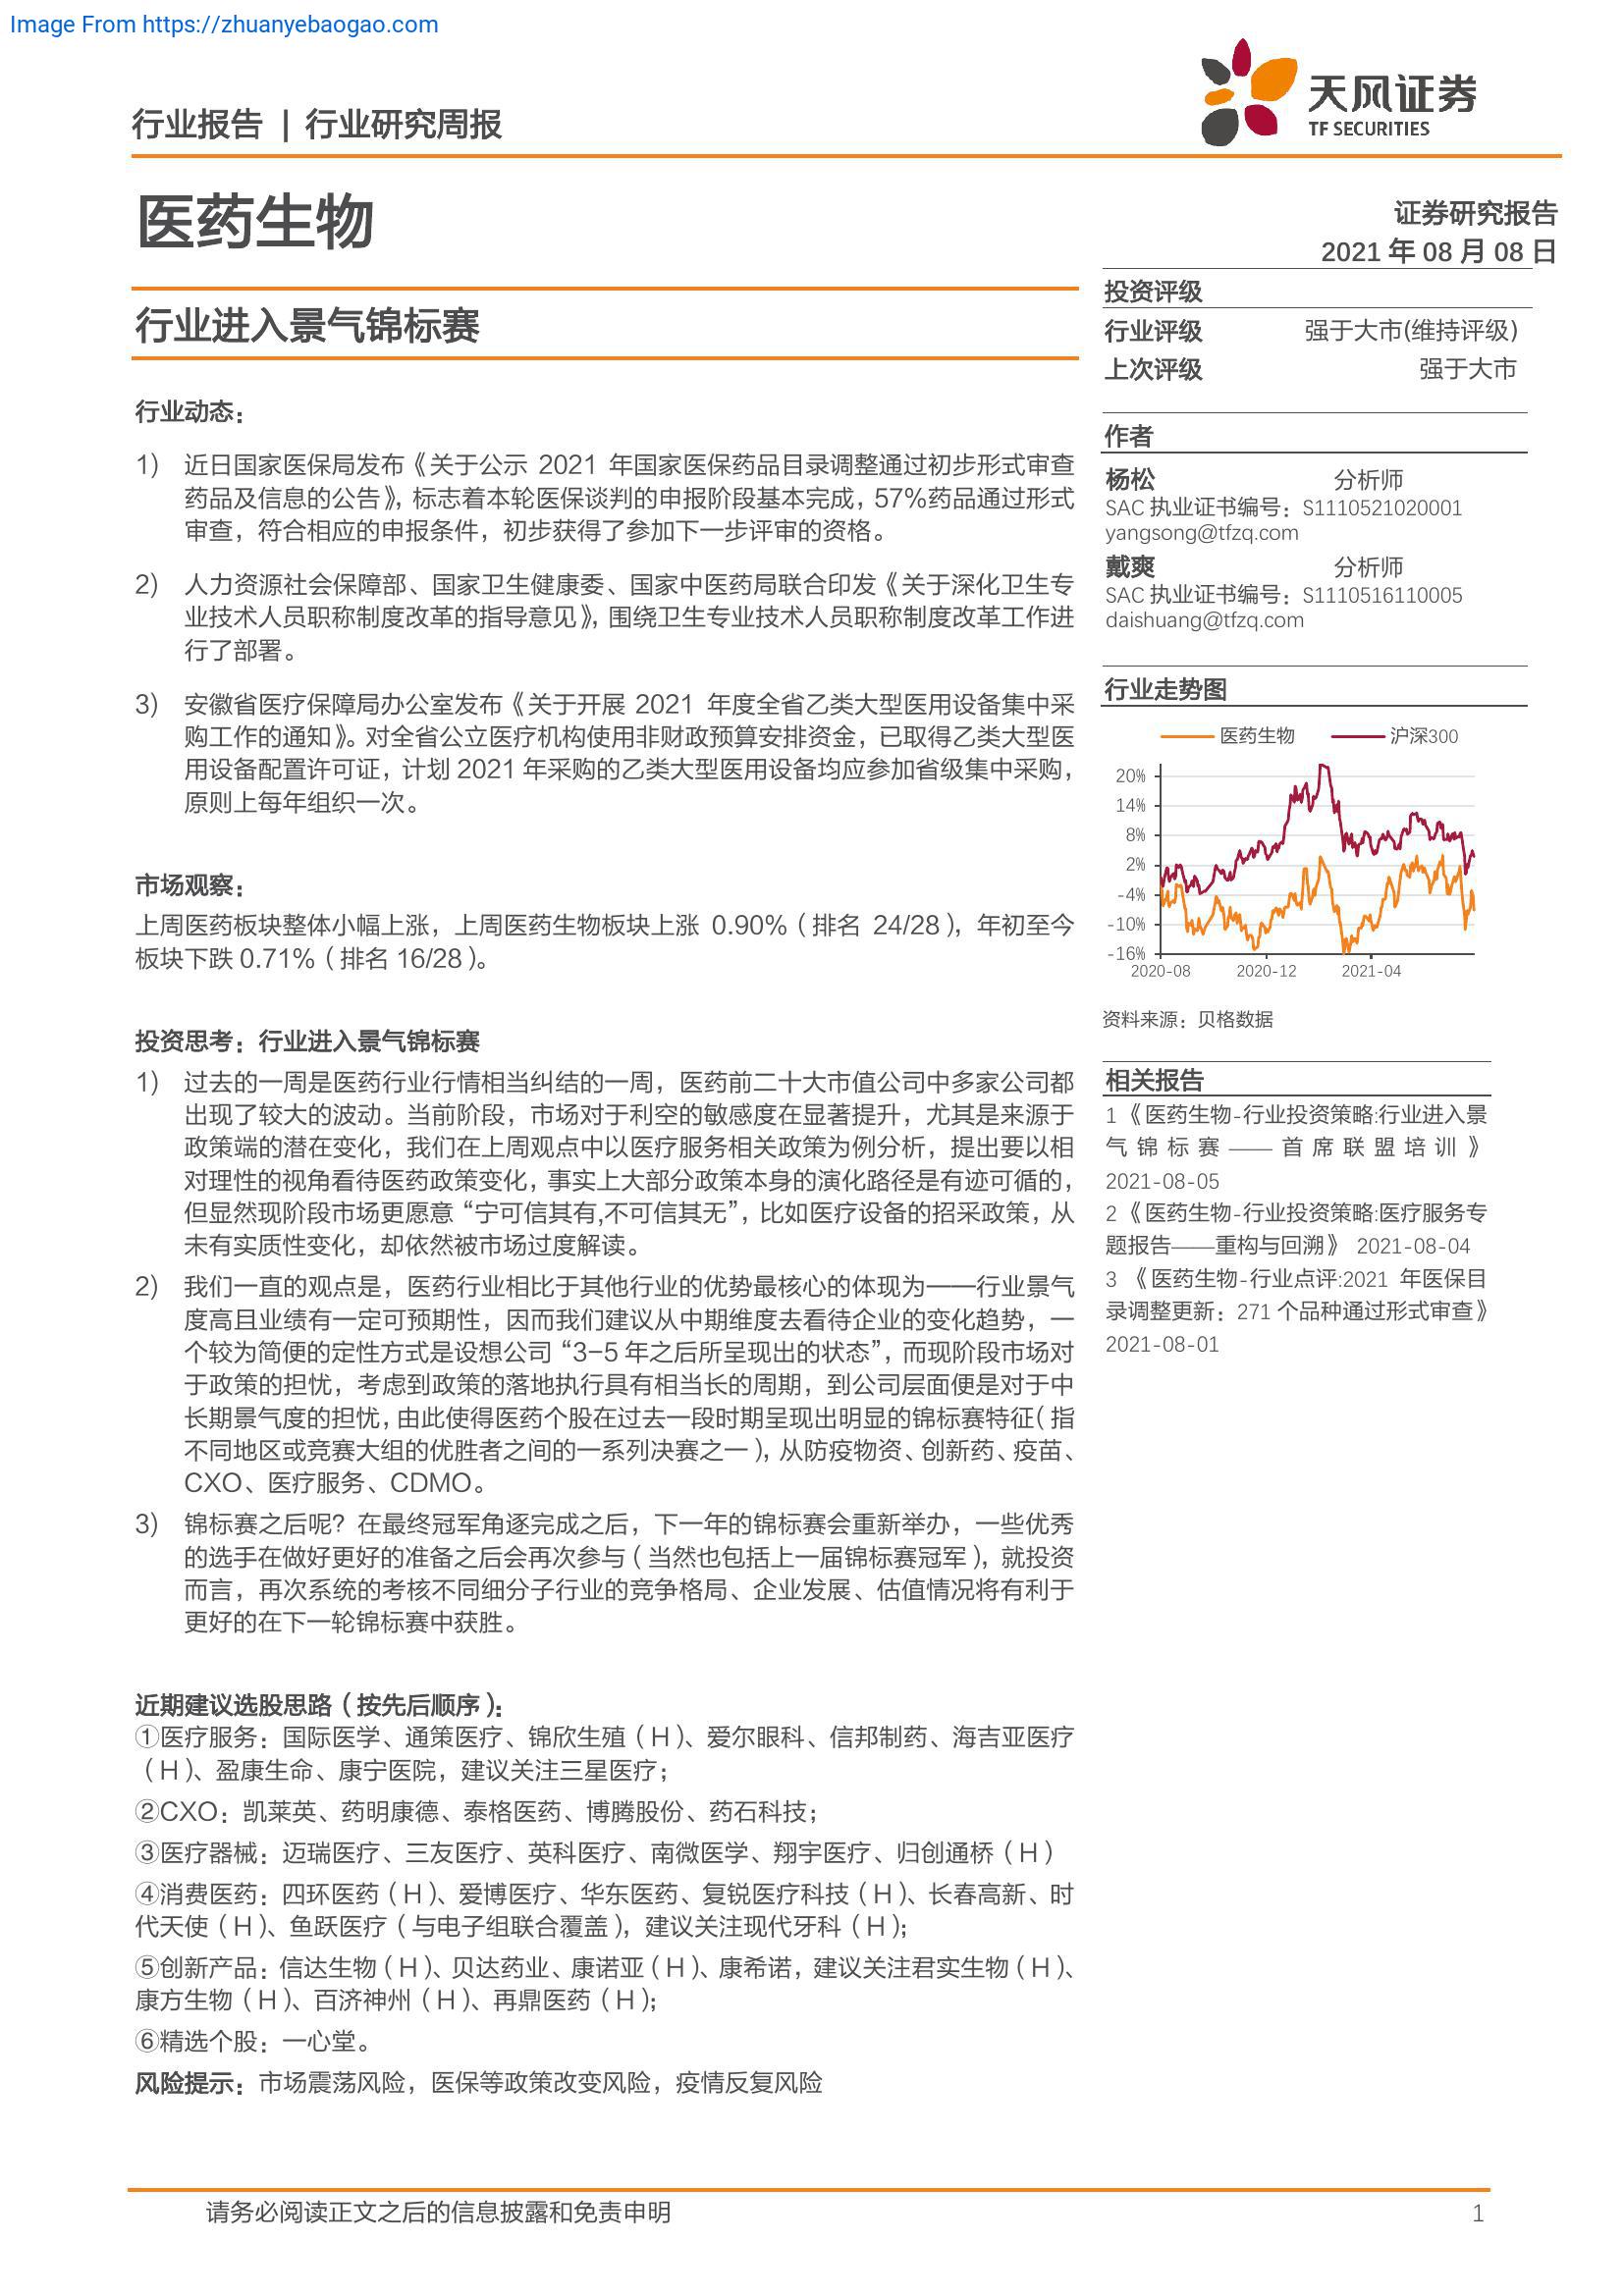 Image From https://zhuanyebaogao.com
天风证券
TF SECURITIES
行业报告 | 行业研究周报
医药生物
证券研究报告
2021 年 08 月 08 日
行业进入景气锦标赛
行业动态：
1) 近日国家医保局发布《关于公示 2021 年国家医保药品目录调整通过初步形式审查
药品及信息的公告》，标志着本轮医保谈判的申报阶段基本完成，57%药品通过形式
审查，符合相应的申报条件，初步获得了参加下一步评审的资格。
2) 人力资源社会保障部、国家卫生健康委、国家中医药局联合印发《关于深化卫生专
业技术人员职称制度改革的指导意见》，围绕卫生专业技术人员职称制度改革工作进
行了部署。
3) 安徽省医疗保障局办公室发布《关于开展 2021 年度全省乙类大型医用设备集中采
购工作的通知》。对全省公立医疗机构使用非财政预算安排资金，已取得乙类大型医
用设备配置许可证，计划 2021 年采购的乙类大型医用设备均应参加省级集中采购，
原则上每年组织一次。
市场观察：
上周医药板块整体小幅上涨，上周医药生物板块上涨 0.90%（排名 24/28），年初至今
板块下跌 0.71%（排名 16/28）。
投资思考：行业进入景气锦标赛
1) 过去的一周是医药行业行情相当纠结的一周，医药前二十大市值公司中多家公司都
出现了较大的波动。当前阶段，市场对于利空的敏感度在显著提升，尤其是来源于
政策端的潜在变化，我们在上周观点中以医疗服务相关政策为例分析，提出要以相
对理性的视角看待医药政策变化，事实上大部分政策本身的演化路径是有迹可循的，
但显然现阶段市场更愿意“宁可信其有,不可信其无”，比如医疗设备的招采政策，从
未有实质性变化，却依然被市场过度解读。
2) 我们一直的观点是，医药行业相比于其他行业的优势最核心的体现为——行业景气
度高且业绩有一定可预期性，因而我们建议从中期维度去看待企业的变化趋势，一
个较为简便的定性方式是设想公司“3-5 年之后所呈现出的状态”，而现阶段市场对
于政策的担忧，考虑到政策的落地执行具有相当长的周期，到公司层面便是对于中
长期景气度的担忧，由此使得医药个股在过去一段时期呈现出明显的锦标赛特征（指
不同地区或竞赛大组的优胜者之间的一系列决赛之一），从防疫物资、创新药、疫苗、
CXO、医疗服务、CDMO。
3) 锦标赛之后呢？在最终冠军角逐完成之后，下一年的锦标赛会重新举办，一些优秀
的选手在做好更好的准备之后会再次参与（当然也包括上一届锦标赛冠军），就投资
而言，再次系统的考核不同细分子行业的竞争格局、企业发展、估值情况将有利于
更好的在下一轮锦标赛中获胜。
近期建议选股思路（按先后顺序）：
①医疗服务：国际医学、通策医疗、锦欣生殖（H）、爱尔眼科、信邦制药、海吉亚医疗
（H）、盈康生命、康宁医院，建议关注三星医疗；
②CXO：凯莱英、药明康德、泰格医药、博腾股份、药石科技；
③医疗器械：迈瑞医疗、三友医疗、英科医疗、南微医学、翔宇医疗、归创通桥（H）
④消费医药：四环医药（H）、爱博医疗、华东医药、复锐医疗科技（H）、长春高新、时
代天使（H）、鱼跃医疗（与电子组联合覆盖），建议关注现代牙科（H）；
⑤创新产品：信达生物（H）、贝达药业、康诺亚（H）、康希诺，建议关注君实生物（H）、
康方生物（H）、百济神州（H）、再鼎医药（H）；
⑥精选个股：一心堂。
风险提示：市场震荡风险，医保等政策改变风险，疫情反复风险
投资评级
行业评级 强于大市(维持评级)
上次评级 强于大市
作者
杨松 分析师
SAC 执业证书编号：S1110521020001
yangsong@tfzq.com
戴爽 分析师
SAC 执业证书编号：S1110516110005
daishuang@tfzq.com
行业走势图
医药生物 沪深300
20%
14%
8%
2%
-4%
-10%
-16%
2020-08 2020-12 2021-04
资料来源：贝格数据
相关报告
1 《医药生物-行业投资策略:行业进入景
气锦标赛——首席联盟培训》
2021-08-05
2 《医药生物-行业投资策略:医疗服务专
题报告——重构与回溯》 2021-08-04
3 《医药生物-行业点评:2021 年医保目
录调整更新：271 个品种通过形式审查》
2021-08-01
请务必阅读正文之后的信息披露和免责申明 1